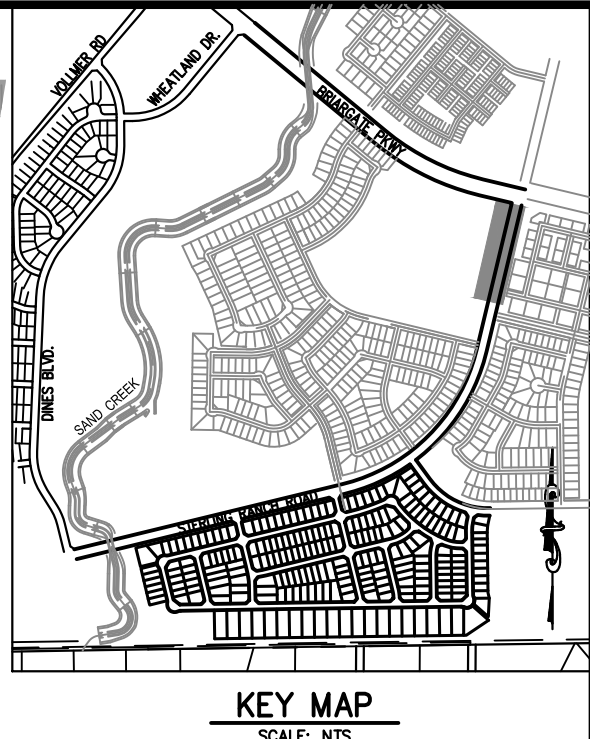 VOLLMER RD
WHEATLAND DR.
BRIARGATE PKWY
DINES BLVD.
SAND CREEK
STERLING RANCH ROAD
KEY MAP
SCALE: NTS